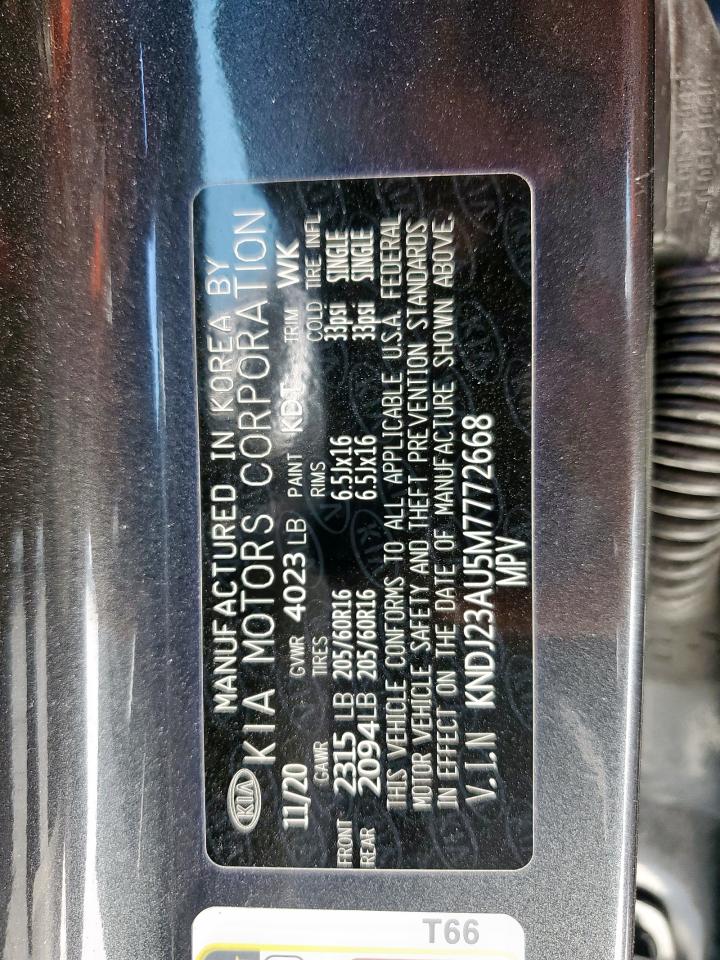 KIA
MANUFACTURED IN KOREA BY
KIA MOTORS CORPORATION
11/20 GVWR 4023 LB PAINT TRIM WK
GAWR TIRES RIMS COLD TIRE INFL
FRONT 2315 LB 205/60R16 6.5Jx16 33psi SINGLE
REAR 2094 LB 205/60R16 6.5Jx16 33psi SINGLE
THIS VEHICLE CONFORMS TO ALL APPLICABLE U.S.A. FEDERAL
MOTOR VEHICLE SAFETY AND THEFT PREVENTION STANDARDS
IN EFFECT ON THE DATE OF MANUFACTURE SHOWN ABOVE.
V.I.N KNDJ23AU5M7772668
MPV
T66